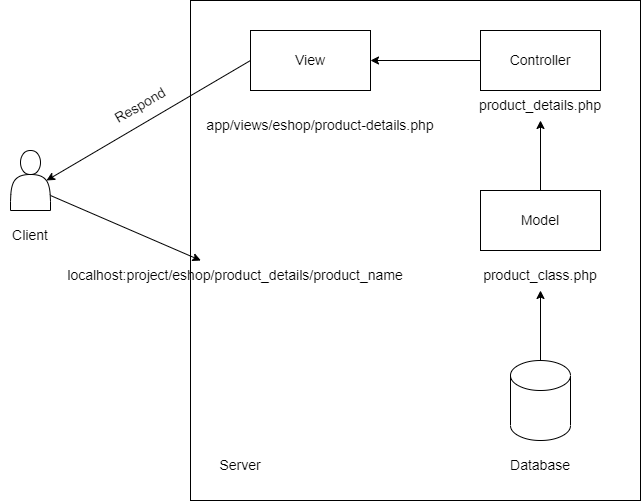 View
Controller
Respond
product_details.php
app/views/eshop/product-details.php
Model
Client
localhost:project/eshop/product_details/product_name
product_class.php
Server
Database